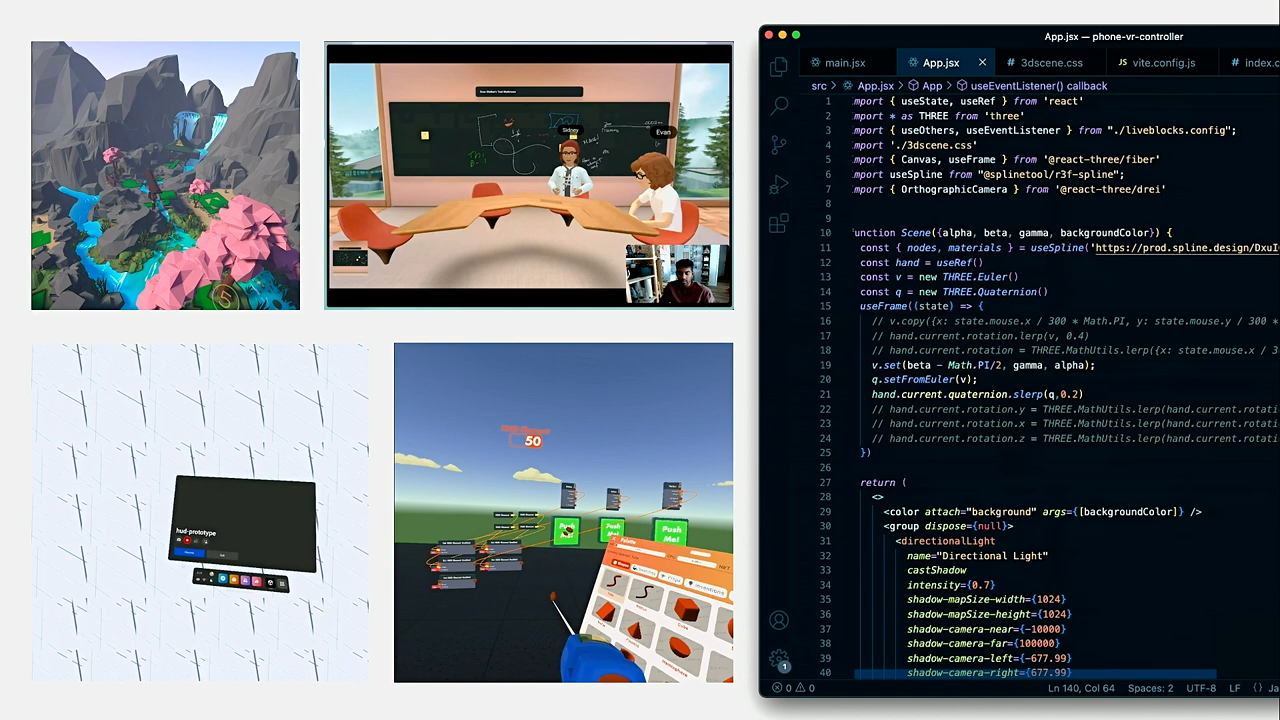 Sidney
Evan
hud-prototype
50
Push
Push Me!
Push Me!
App.jsx — phone-vr-controller
main.jsx
App.jsx
3dscene.css
JS vite.config.js
index.c
src > App.jsx > App > useEventListener() callback
1 mport { useState, useRef } from 'react'
2 mport * as THREE from 'three'
3 mport { useOthers, useEventListener } from "./liveblocks.config";
4 mport './3dscene.css'
5 mport { Canvas, useFrame } from '@react-three/fiber'
6 mport useSpline from "@splinetool/r3f-spline";
7 mport { OrthographicCamera } from '@react-three/drei'
8
9
10 unction Scene({alpha, beta, gamma, backgroundColor}) {
11 const { nodes, materials } = useSpline('https://prod.spline.design/DxuI
12 const hand = useRef()
13 const v = new THREE.Euler()
14 const q = new THREE.Quaternion()
15 useFrame((state) => {
16 // v.copy({x: state.mouse.x / 300 * Math.PI, y: state.mouse.y / 300 *
17 // hand.current.rotation.lerp(v, 0.4)
18 // hand.current.rotation = THREE.MathUtils.lerp({x: state.mouse.x / 3
19 v.set(beta - Math.PI/2, gamma, alpha);
20 q.setFromEuler(v);
21 hand.current.quaternion.slerp(q,0.2)
22 // hand.current.rotation.y = THREE.MathUtils.lerp(hand.current.rotati
23 // hand.current.rotation.x = THREE.MathUtils.lerp(hand.current.rotati
24 // hand.current.rotation.z = THREE.MathUtils.lerp(hand.current.rotati
25 })
26
27 return (
28 <>
29 <color attach="background" args={[backgroundColor]} />
30 <group dispose={null}>
31 <directionalLight
32 name="Directional Light"
33 castShadow
34 intensity={0.7}
35 shadow-mapSize-width={1024}
36 shadow-mapSize-height={1024}
37 shadow-camera-near={-10000}
38 shadow-camera-far={100000}
39 shadow-camera-left={-677.99}
40 shadow-camera-right={677.99}
1
0 0 Ln 140, Col 64 Spaces: 2 UTF-8 LF {} Ja